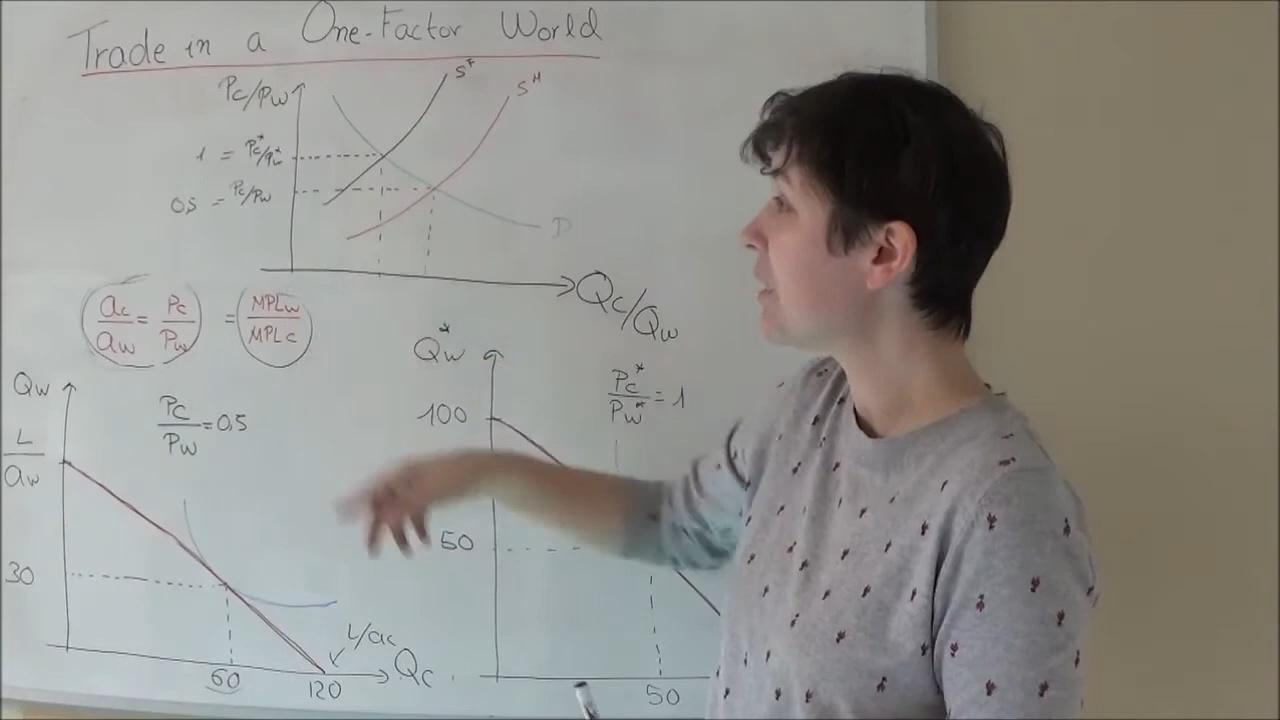 Trade in a One-Factor World
Pc/Pw
S^F
S^H
1 = Pc*/Pw*
0,5 = Pc/Pw
D
Qc/Qw
ac/aw = Pc/Pw = MPLw/MPLc
Qw
Pc/Pw = 0,5
L/aw
30
60
120
L/ac
Qc
Qw*
100
Pc*/Pw* = 1
50
50